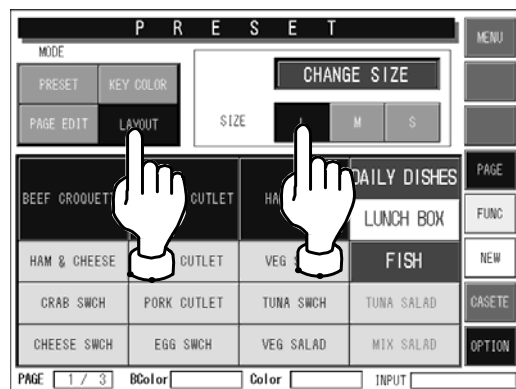 PRESET
MENU
MODE
CHANGE SIZE
PRESET KEY COLOR
PAGE EDIT LAYOUT
SIZE M S
DAILY DISHES
PAGE
BEEF CUTLET
LUNCH BOX
FUNC
HAM & CHEESE CUTLET VEG
FISH
NEW
CRAB SWCH PORK CUTLET TUNA SWCH TUNA SALAD
CASETE
CHEESE SWCH EGG SWCH VEG SALAD MIX SALAD
OPTION
PAGE 1 / 3 BColor Color INPUT